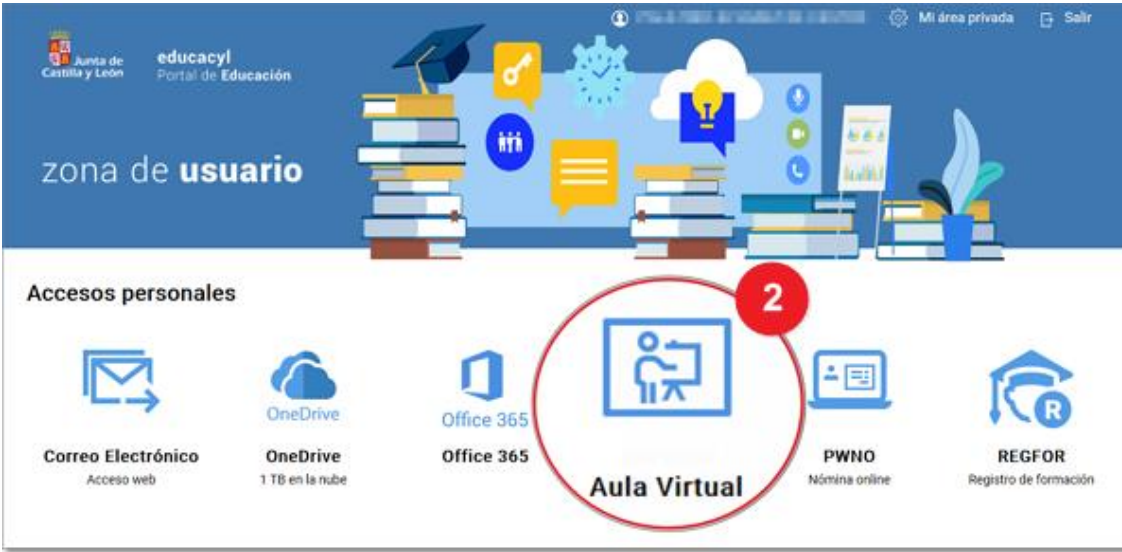 Mi área privada
Salir
Junta de
Castilla y León
educacyl
Portal de Educación
zona de usuario
Accesos personales
2
OneDrive
Office 365
R
Correo Electrónico
Acceso web
OneDrive
1 TB en la nube
Office 365
Aula Virtual
PWNO
Nómina online
REGFOR
Registro de formación